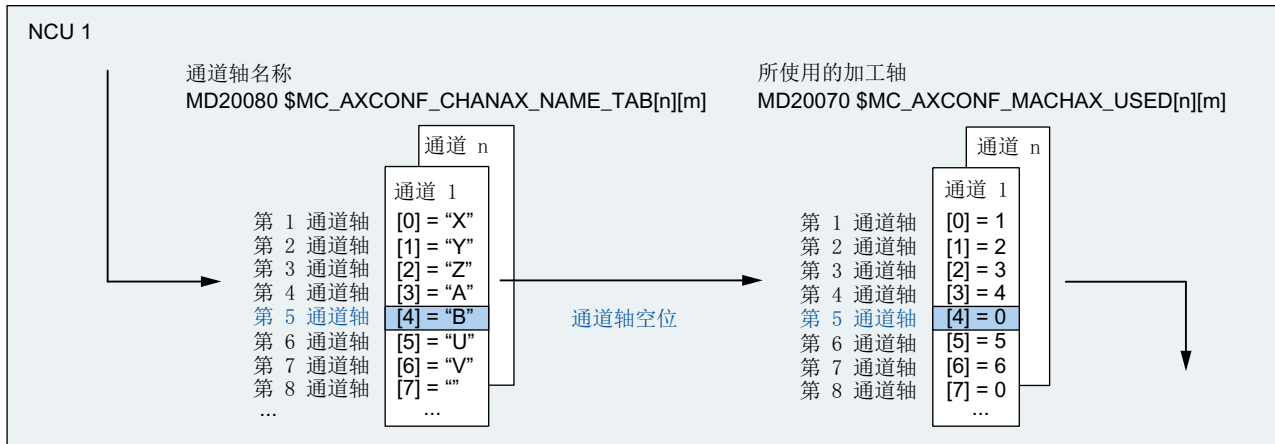 NCU 1
通道轴名称
MD20080 $MC_AXCONF_CHANAX_NAME_TAB[n][m]
通道 n
通道 1
第 1 通道轴 [0] = “X”
第 2 通道轴 [1] = “Y”
第 3 通道轴 [2] = “Z”
第 4 通道轴 [3] = “A”
第 5 通道轴 [4] = “B”
第 6 通道轴 [5] = “U”
第 7 通道轴 [6] = “V”
第 8 通道轴 [7] = “”
... ...
通道轴空位
所使用的加工轴
MD20070 $MC_AXCONF_MACHAX_USED[n][m]
通道 n
通道 1
第 1 通道轴 [0] = 1
第 2 通道轴 [1] = 2
第 3 通道轴 [2] = 3
第 4 通道轴 [3] = 4
第 5 通道轴 [4] = 0
第 6 通道轴 [5] = 5
第 7 通道轴 [6] = 6
第 8 通道轴 [7] = 0
... ...